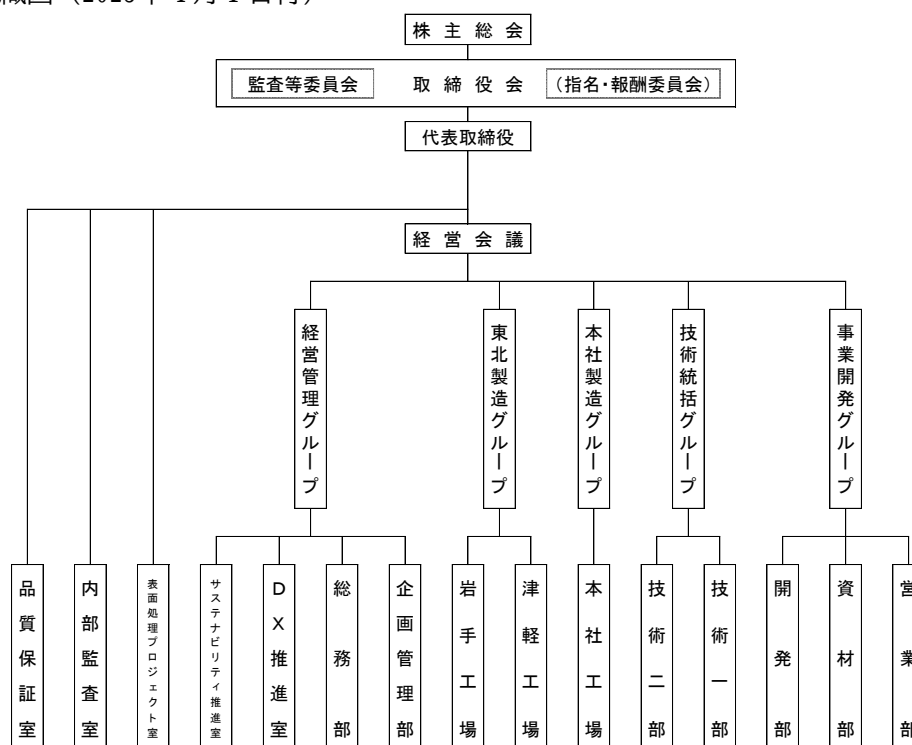 株主総会
監査等委員会 取締役会 (指名・報酬委員会)
代表取締役
経営会議
経営管理グループ
東北製造グループ
本社製造グループ
技術統括グループ
事業開発グループ
品質保証室
内部監査室
表面処理プロジェクト室
サステナビリティ推進室
DX推進室
総務部
企画管理部
岩手工場
津軽工場
本社工場
技術二部
技術一部
開発部
資材部
営業部